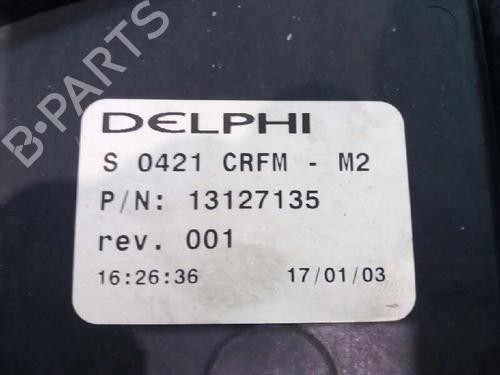 DELPHI
S 0421 CRFM - M2
P/N: 13127135
rev. 001
16:26:36 17/01/03
B-PARTS